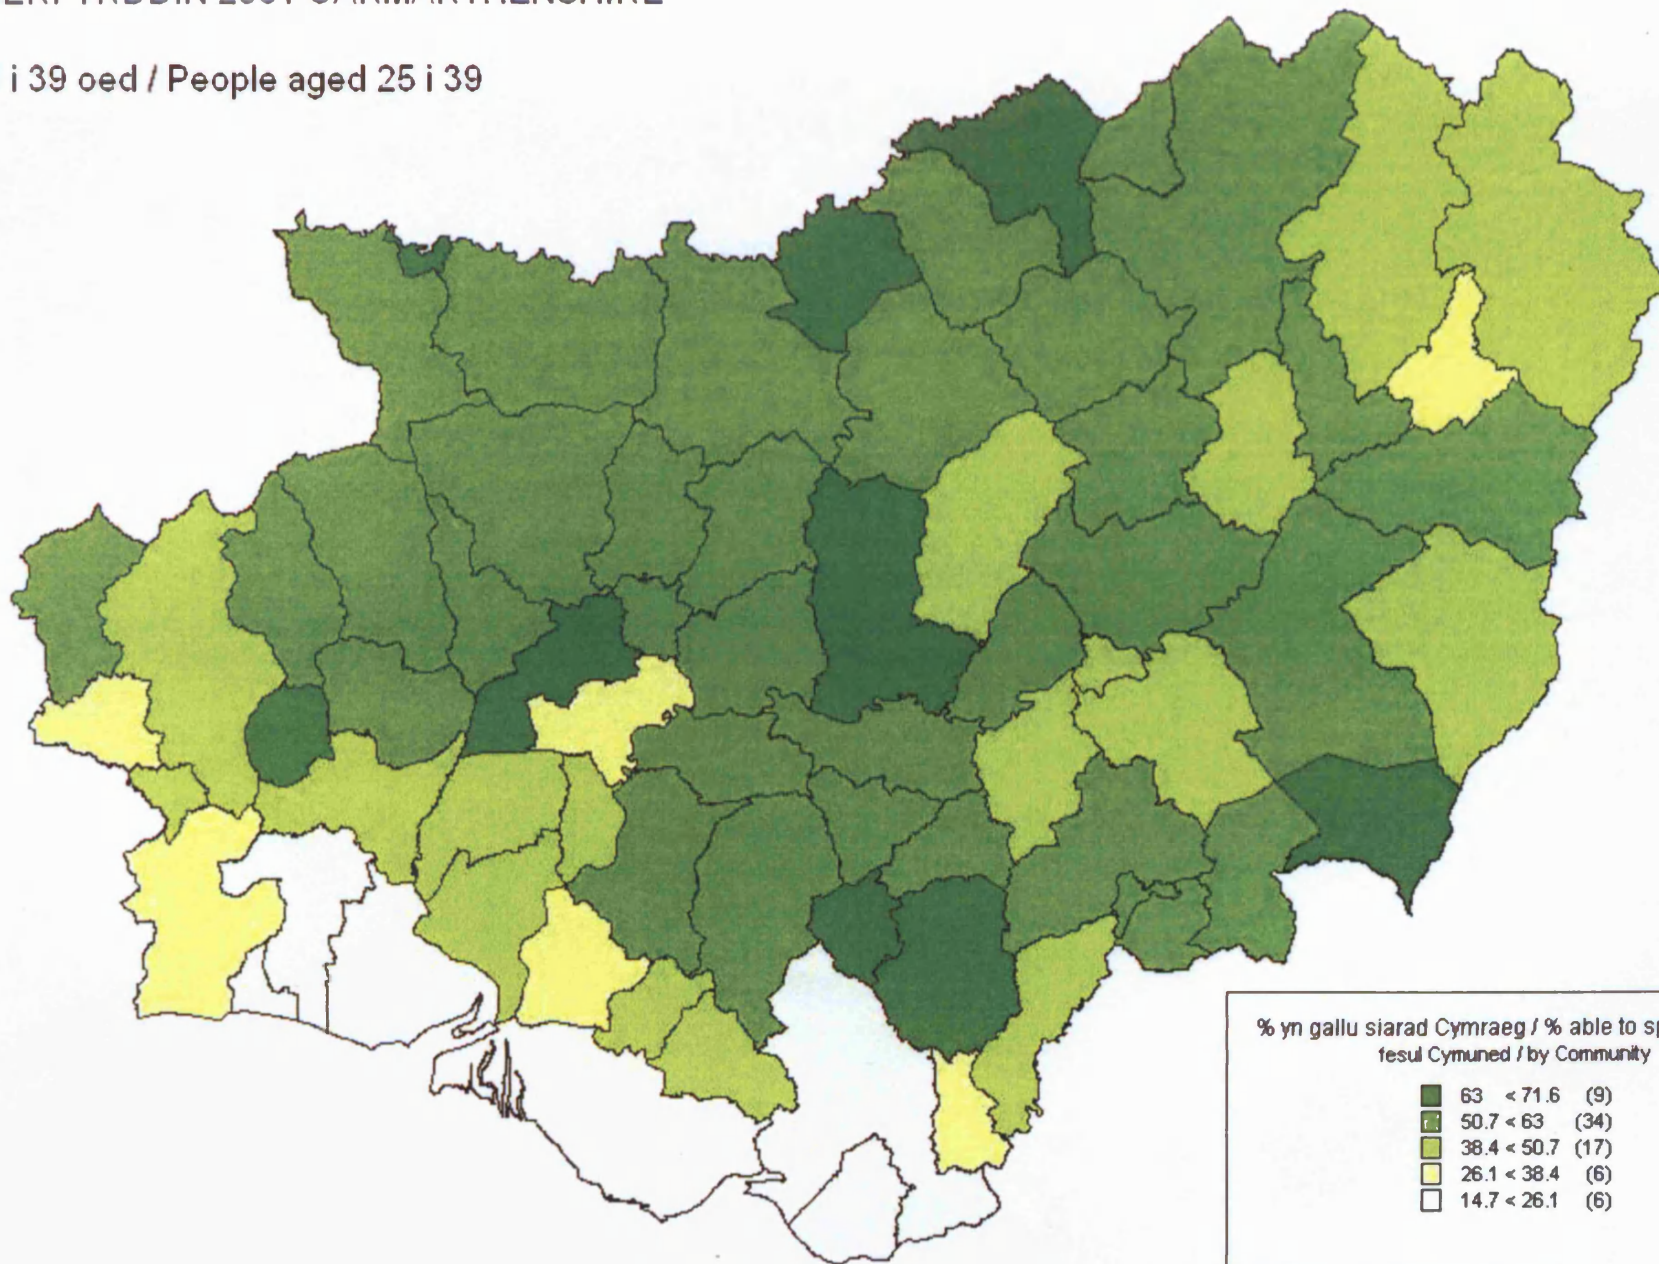 2001 CARMARTHENSHIRE
i 39 oed / People aged 25 i 39
% yn gallu siarad Cymraeg / % able to
fesul Cymuned / by Community
63 < 71.6 (9)
50.7 < 63 (34)
38.4 < 50.7 (17)
26.1 < 38.4 (6)
14.7 < 26.1 (6)